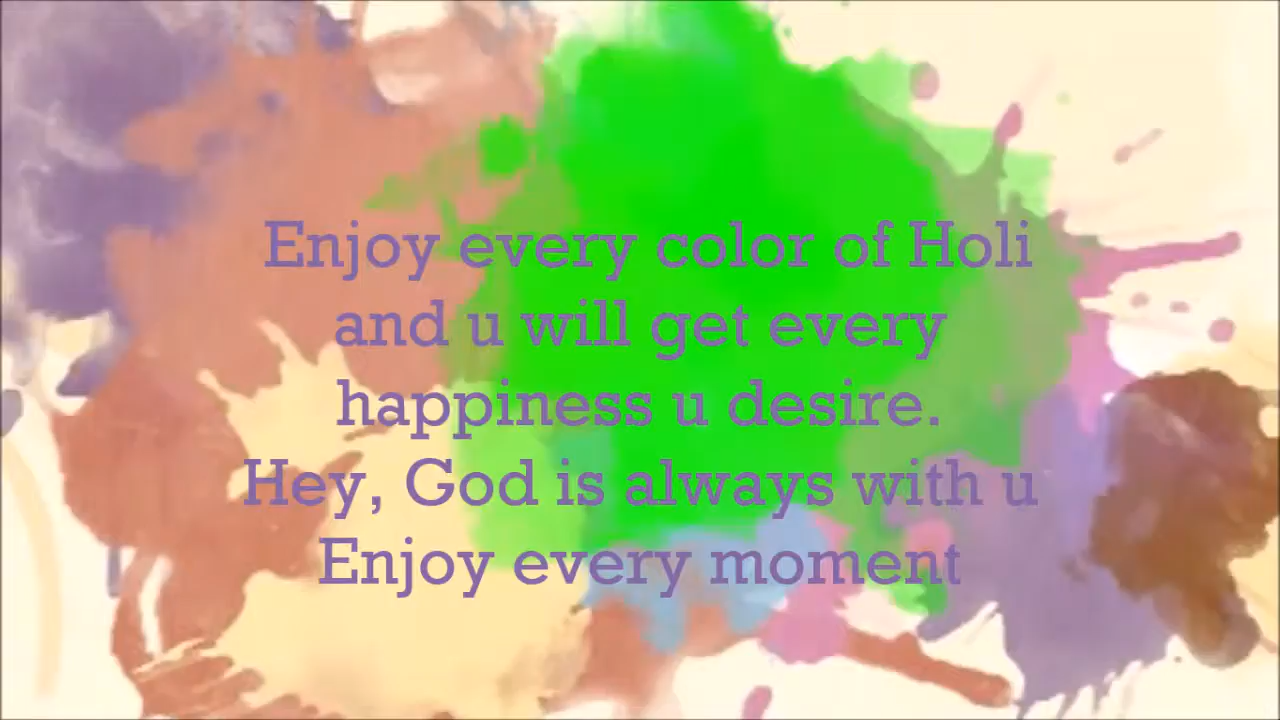 Enjoy every color of Holi
and u will get every
happiness u desire.
Hey, God is always with u
Enjoy every moment